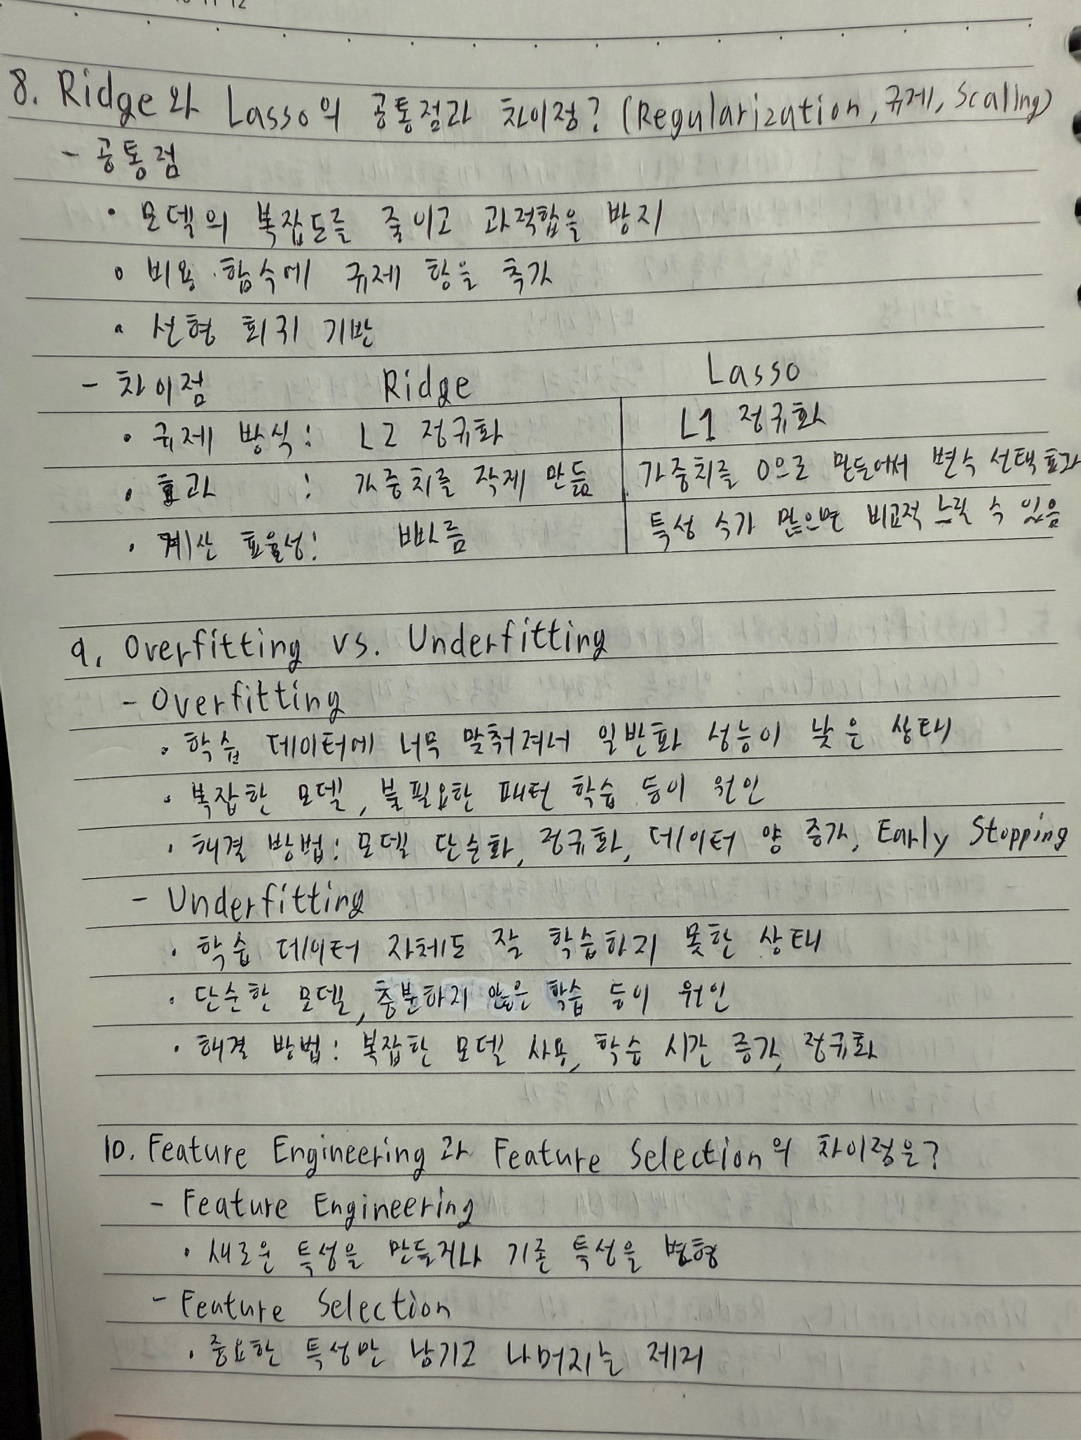 8. Ridge와 Lasso의 공통점과 차이점? (Regularization, 규제, Scaling)
- 공통점
• 모델의 복잡도를 줄이고 과적합을 방지
• 비용 함수에 규제 항을 추가
• 선형 회귀 기반
- 차이점 Ridge Lasso
• 규제 방식: L2 정규화 L1 정규화
• 효과 : 가중치를 작게 만듦 가중치를 0으로 만들어서 변수 선택 효과
• 계산 효율성: 빠름 특성 수가 많으면 비교적 느릴 수 있음
9. Overfitting vs. Underfitting
- Overfitting
• 학습 데이터에 너무 맞춰져서 일반화 성능이 낮은 상태
• 복잡한 모델, 불필요한 패턴 학습 등이 원인
• 해결 방법: 모델 단순화, 정규화, 데이터 양 증가, Early Stopping
- Underfitting
• 학습 데이터 자체도 잘 학습하지 못한 상태
• 단순한 모델, 충분하지 않은 학습 등이 원인
• 해결 방법: 복잡한 모델 사용, 학습 시간 증가, 정규화
10. Feature Engineering과 Feature Selection의 차이점은?
- Feature Engineering
• 새로운 특성을 만들거나 기존 특성을 변형
- Feature Selection
• 중요한 특성만 남기고 나머지는 제거